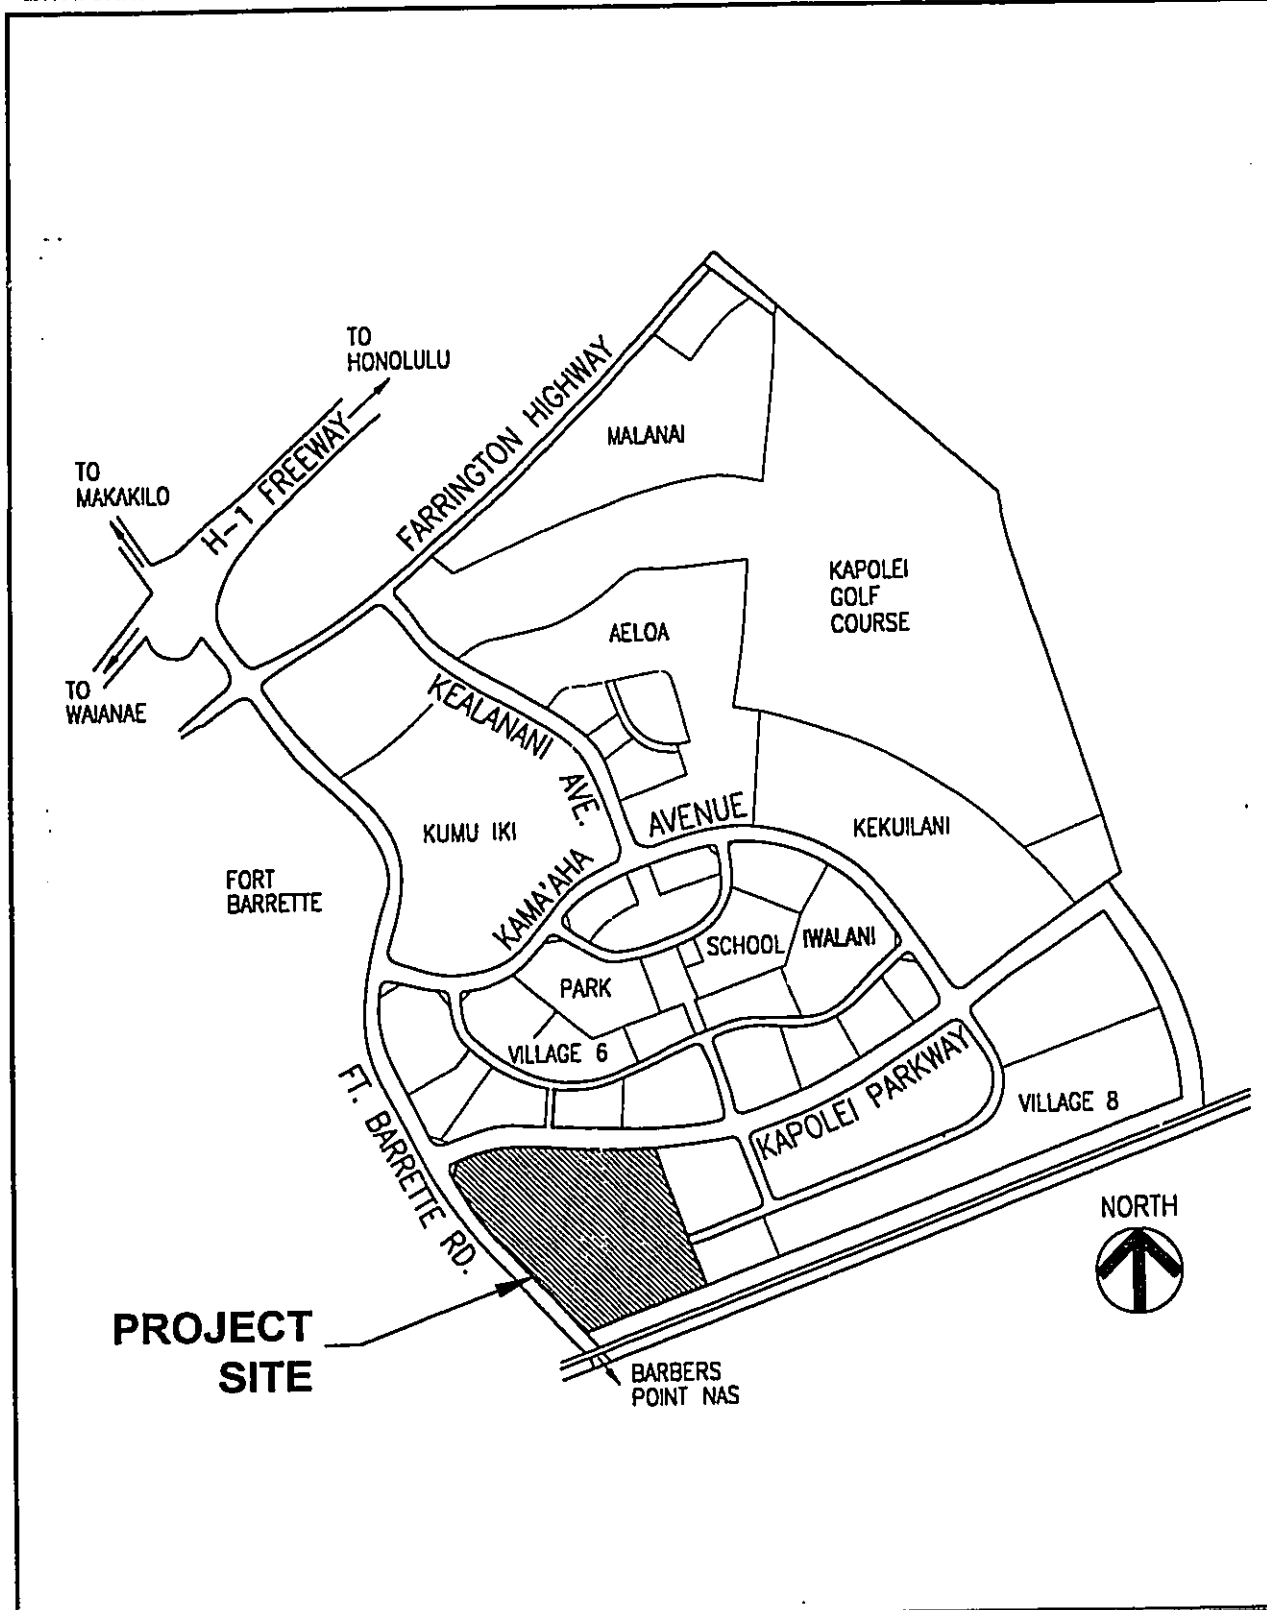 TO
HONOLULU
TO
MAKAKILO
H-1 FREEWAY
FARRINGTON HIGHWAY
MALANAI
KAPOLEI
GOLF
COURSE
AELOA
TO
WAIANAE
KEALANANI AVE.
KUMU IKI
KAMA'AHA AVENUE
KEKUILANI
FORT
BARRETTE
SCHOOL
IWALANI
PARK
VILLAGE 6
FT. BARRETTE RD.
KAPOLEI PARKWAY
VILLAGE 8
NORTH
PROJECT
SITE
BARBERS
POINT NAS